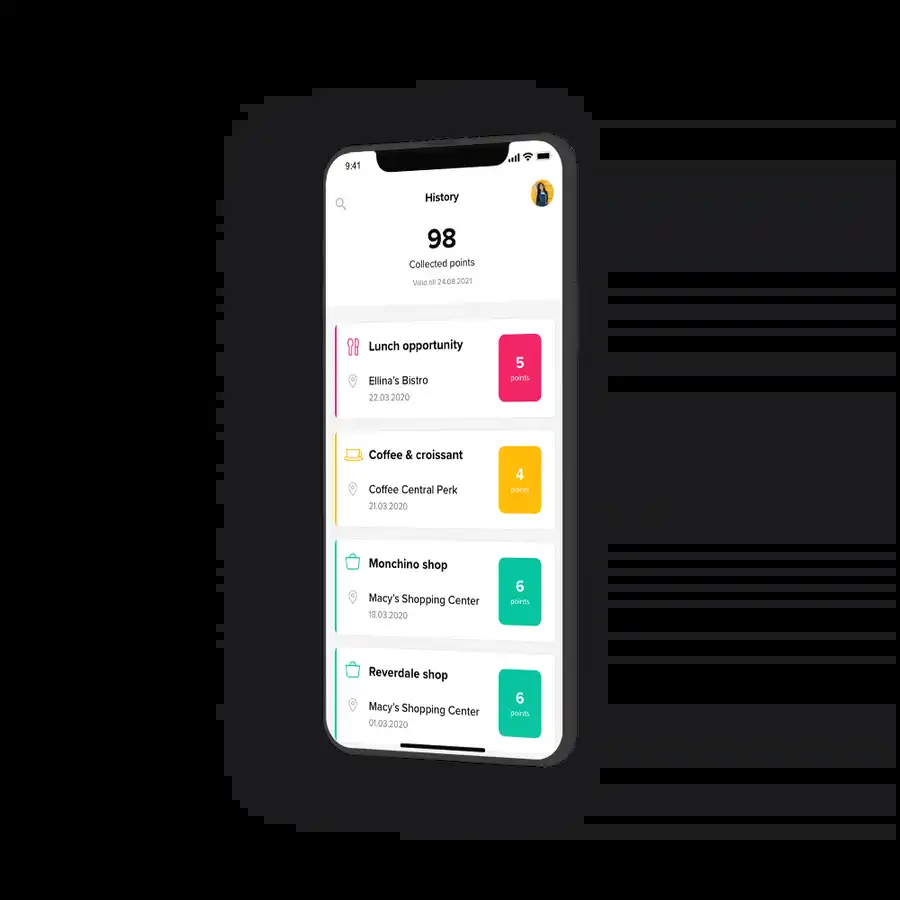 9:41
History
98
Collected points
Valid till 24.08.2021
Lunch opportunity
5
points
Ellina's Bistro
22.03.2020
Coffee & croissant
4
points
Coffee Central Perk
21.03.2020
Monchino shop
6
points
Macy's Shopping Center
18.03.2020
Reverdale shop
6
points
Macy's Shopping Center
01.03.2020